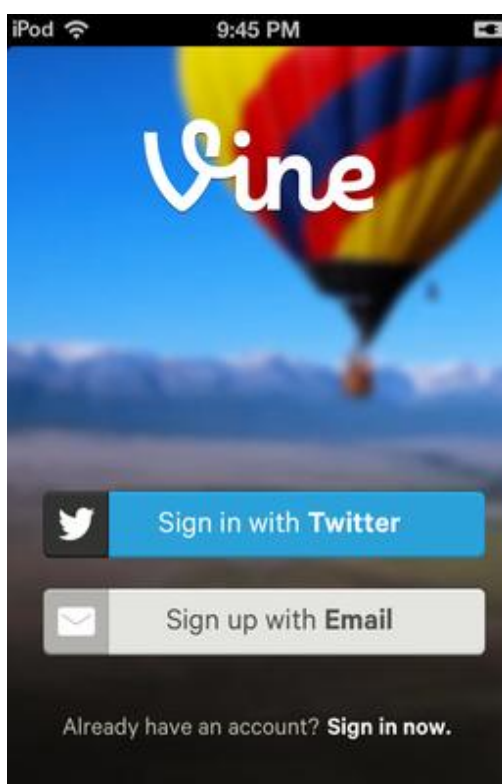 iPod 9:45 PM
Vine
Sign in with Twitter
Sign up with Email
Already have an account? Sign in now.